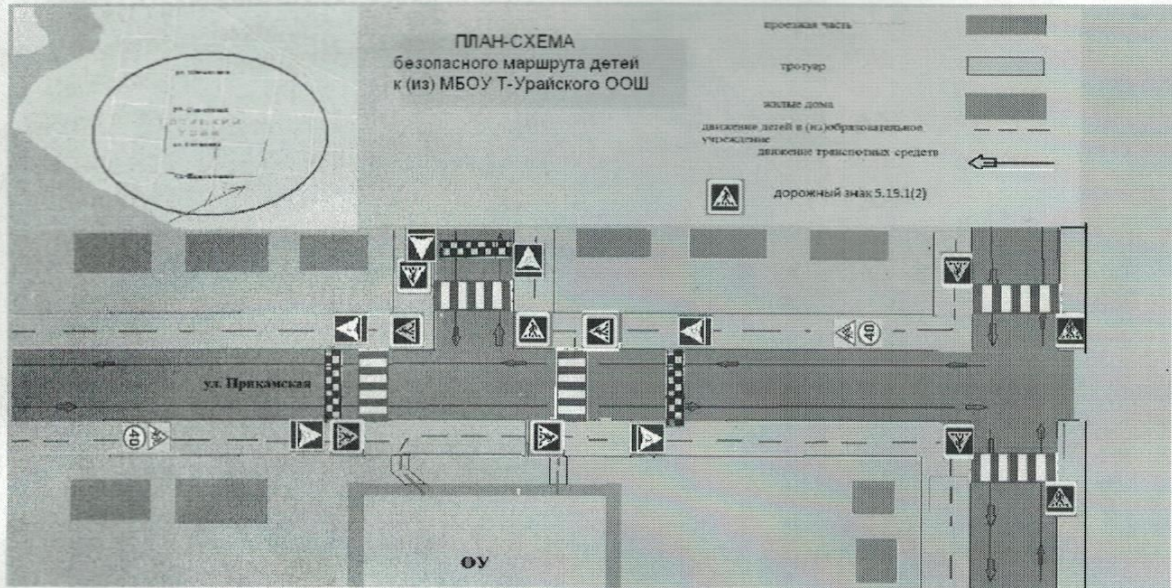 ПЛАН-СХЕМА
безопасного маршрута детей
к (из) МБОУ Т-Урайского ООШ
проезжая часть
тротуар
жилые дома
движение детей в (из)образовательное
учреждение
движение транспотных средств
дорожный знак 5.19.1(2)
40
ул. Прикамская
40
ОУ